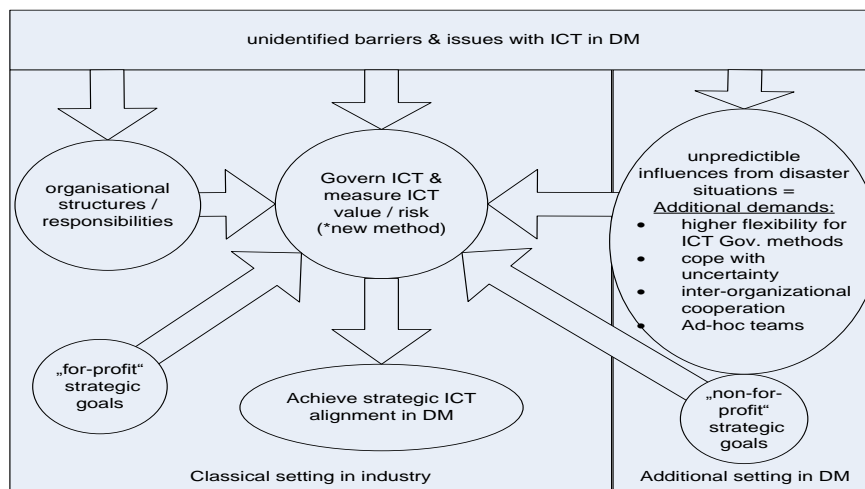 unidentified barriers & issues with ICT in DM
organisational
structures /
responsibilities
Govern ICT &
measure ICT
value / risk
(*new method)
unpredictible
influences from disaster
situations =
Additional demands:
• higher flexibility for
ICT Gov. methods
• cope with
uncertainty
• inter-organizational
cooperation
• Ad-hoc teams
„for-profit“
strategic
goals
Achieve strategic ICT
alignment in DM
„non-for-
profit“
strategic
goals
Classical setting in industry
Additional setting in DM